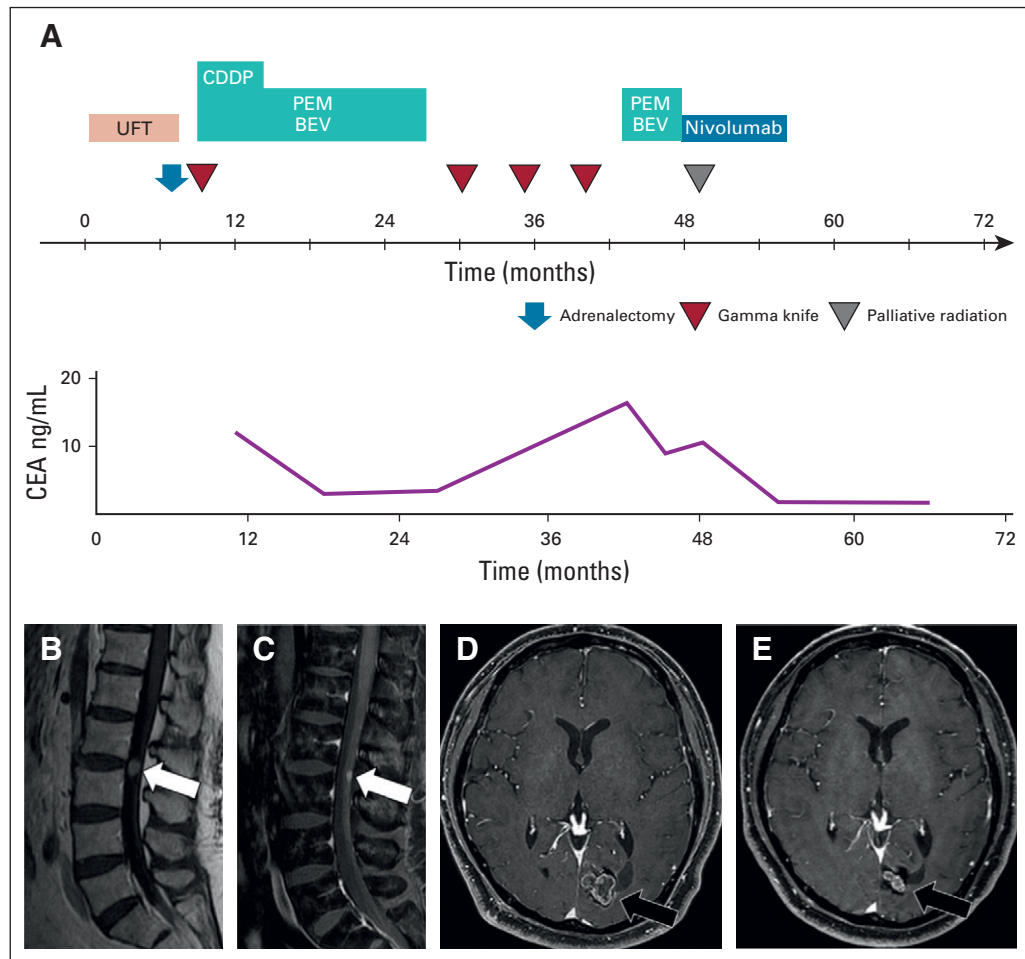 A
CDDP
PEM
BEV
PEM
BEV
UFT
Nivolumab
0 12 24 36 48 60 72
Time (months)
Adrenalectomy Gamma knife Palliative radiation
20
10
CEA ng/mL
0 12 24 36 48 60 72
Time (months)
B C D E